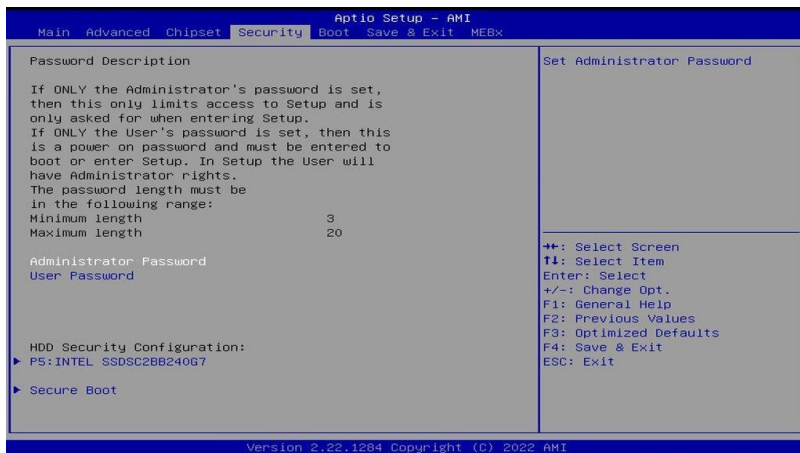 Aptio Setup – AMI
Main Advanced Chipset Security Boot Save & Exit MEBx
Password Description
If ONLY the Administrator's password is set,
then this only limits access to Setup and is
only asked for when entering Setup.
If ONLY the User's password is set, then this
is a power on password and must be entered to
boot or enter Setup. In Setup the User will
have Administrator rights.
The password length must be
in the following range:
Minimum length 3
Maximum length 20
Administrator Password
User Password
HDD Security Configuration:
▶ P5:INTEL SSDSC2BB240G7
▶ Secure Boot
Set Administrator Password
→←: Select Screen
↑↓: Select Item
Enter: Select
+/-: Change Opt.
F1: General Help
F2: Previous Values
F3: Optimized Defaults
F4: Save & Exit
ESC: Exit
Version 2.22.1284 Copyright (C) 2022 AMI